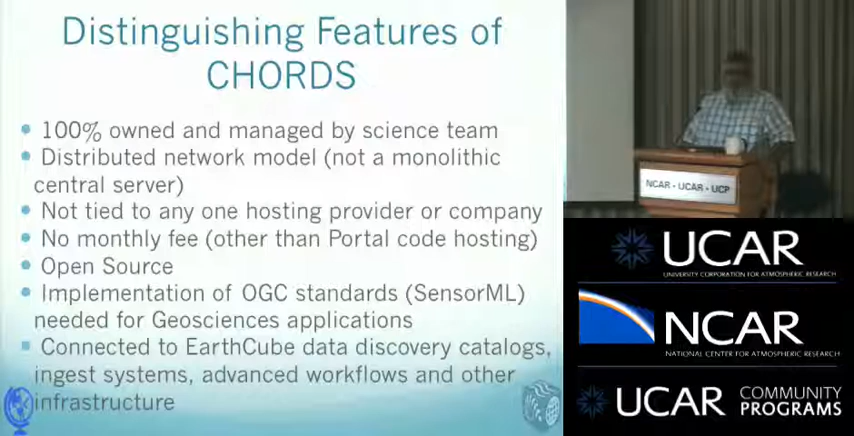 Distinguishing Features of
CHORDS
100% owned and managed by science team
Distributed network model (not a monolithic
central server)
Not tied to any one hosting provider or company
No monthly fee (other than Portal code hosting)
Open Source
Implementation of OGC standards (SensorML)
needed for Geosciences applications
Connected to EarthCube data discovery catalogs,
ingest systems, advanced workflows and other
infrastructure
NCAR - UCAR - UCP
UCAR
UNIVERSITY CORPORATION FOR ATMOSPHERIC RESEARCH
NCAR
NATIONAL CENTER FOR ATMOSPHERIC RESEARCH
UCAR COMMUNITY
PROGRAMS